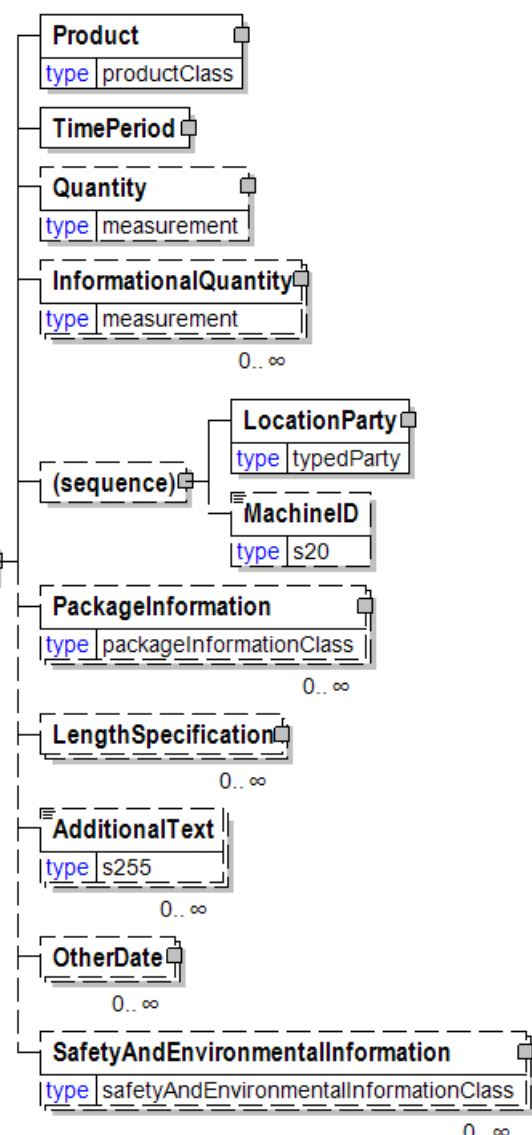 Product
type productClass
TimePeriod
Quantity
type measurement
InformationalQuantity
type measurement
0.. ∞
LocationParty
type typedParty
(sequence)
MachineID
type s20
PackageInformation
type packageInformationClass
0.. ∞
LengthSpecification
0.. ∞
AdditionalText
type s255
0.. ∞
OtherDate
0.. ∞
SafetyAndEnvironmentalInformation
type safetyAndEnvironmentalInformationClass
0.. ∞